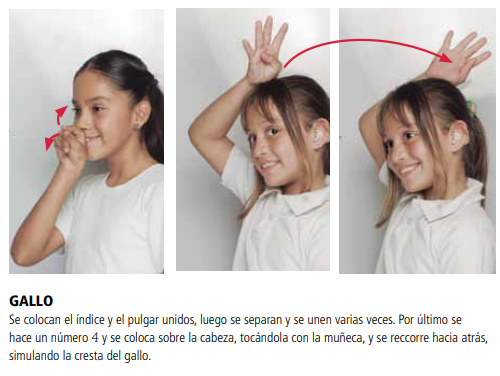 GALLO
Se colocan el índice y el pulgar unidos, luego se separan y se unen varias veces. Por último se
hace un número 4 y se coloca sobre la cabeza, tocándola con la muñeca, y se reccorre hacia atrás,
simulando la cresta del gallo.